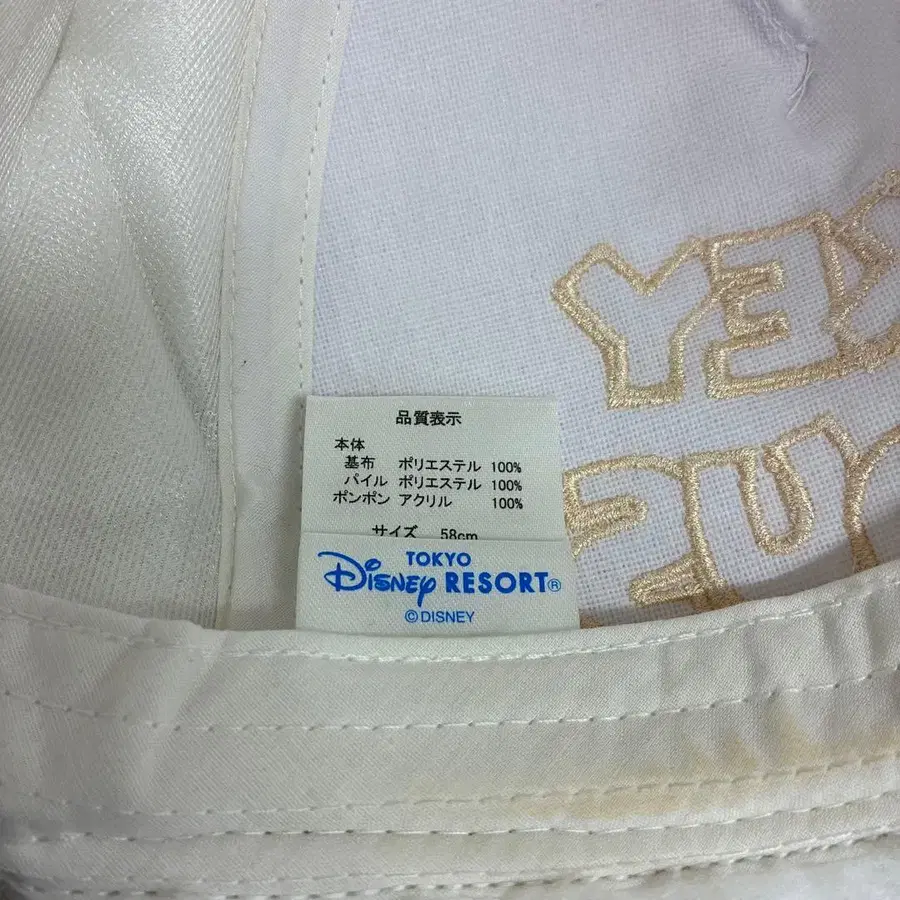 品質表示
本体
基布 ポリエステル 100%
パイル ポリエステル 100%
ポンポン アクリル 100%
サイズ 58cm
TOKYO
Disney RESORT®
© DISNEY